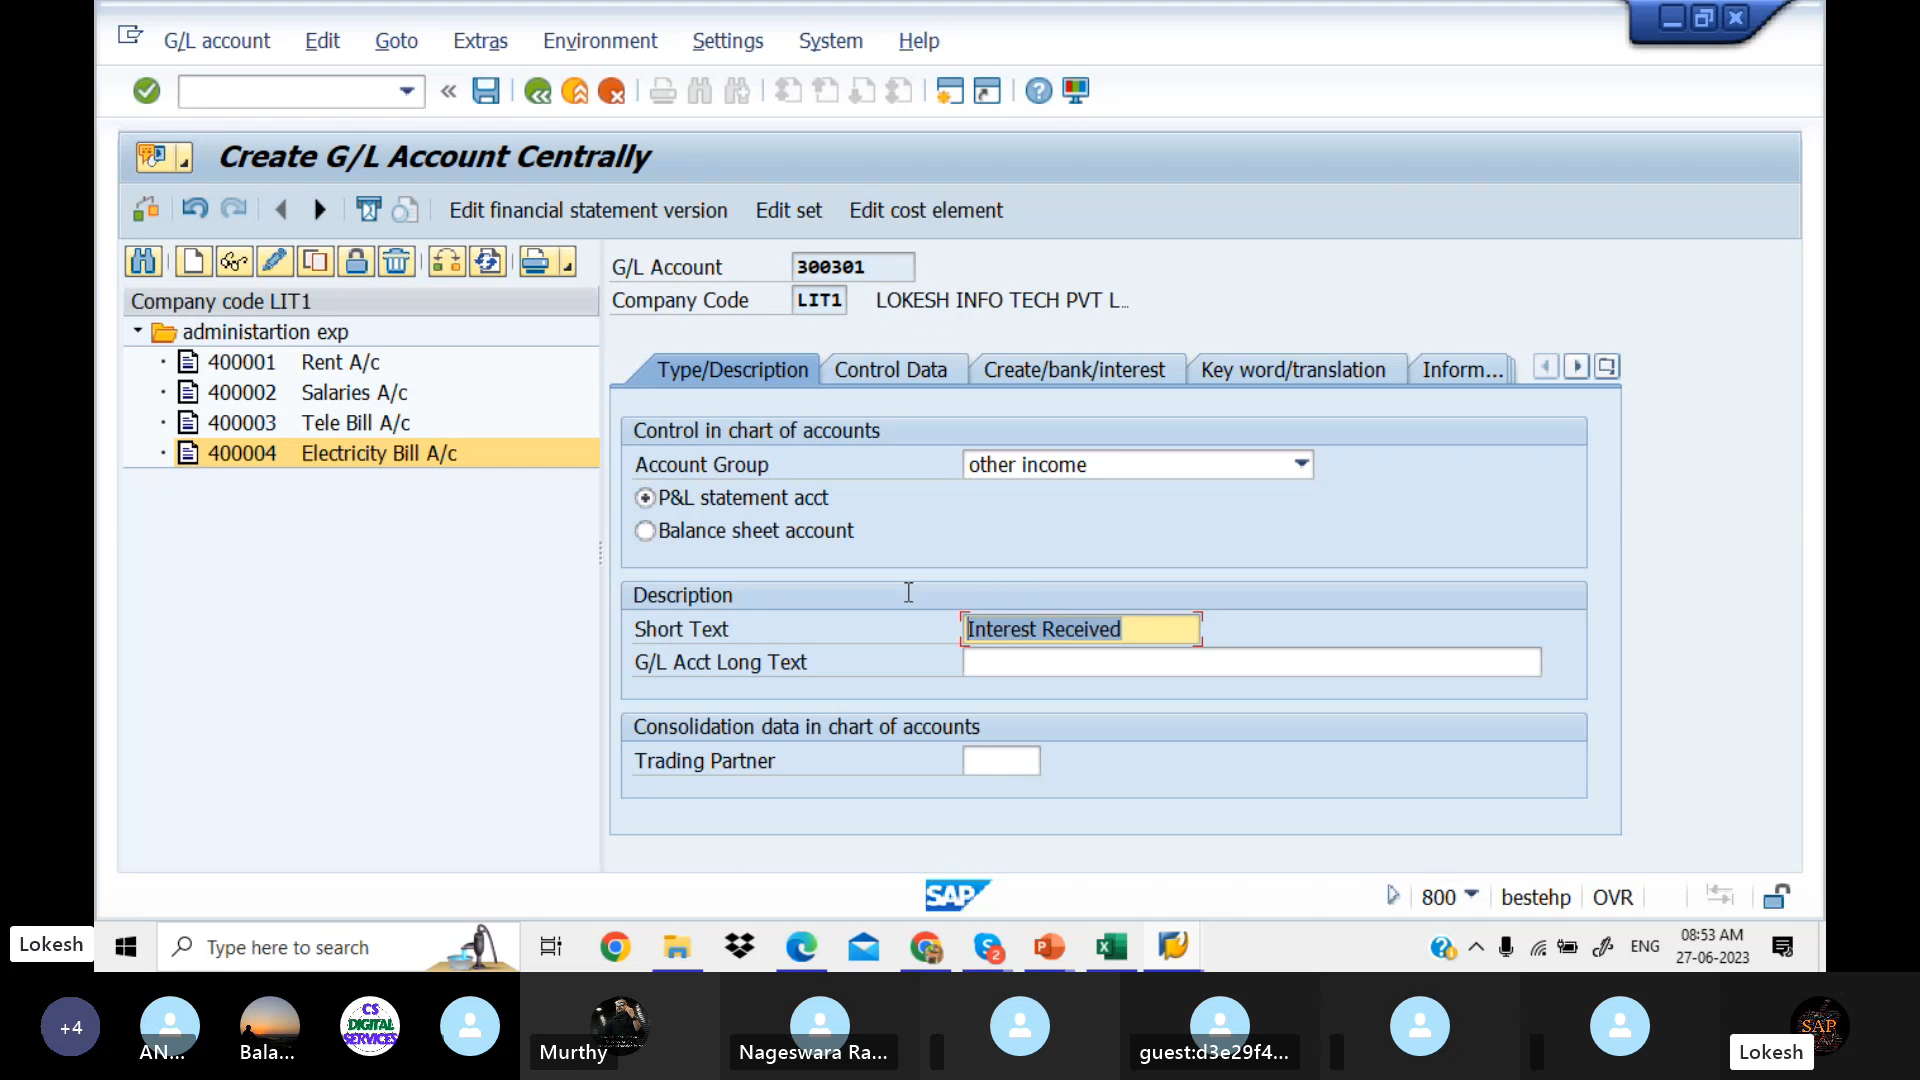 G/L account Edit Goto Extras Environment Settings System Help
Create G/L Account Centrally
Edit financial statement version Edit set Edit cost element
Company code LIT1
administartion exp
400001 Rent A/c
400002 Salaries A/c
400003 Tele Bill A/c
400004 Electricity Bill A/c
G/L Account 300301
Company Code LIT1 LOKESH INFO TECH PVT L...
Type/Description Control Data Create/bank/interest Key word/translation Inform...
Control in chart of accounts
Account Group other income
P&L statement acct
Balance sheet account
Description
Short Text Interest Received
G/L Acct Long Text
Consolidation data in chart of accounts
Trading Partner
SAP 800 bestehp OVR
Lokesh
Type here to search
2
ENG
08:53 AM
27-06-2023
+4
AN...
Bala...
CS
DIGITAL
SERVICES
Murthy
Nageswara Ra...
guest:d3e29f4...
SAP
Lokesh